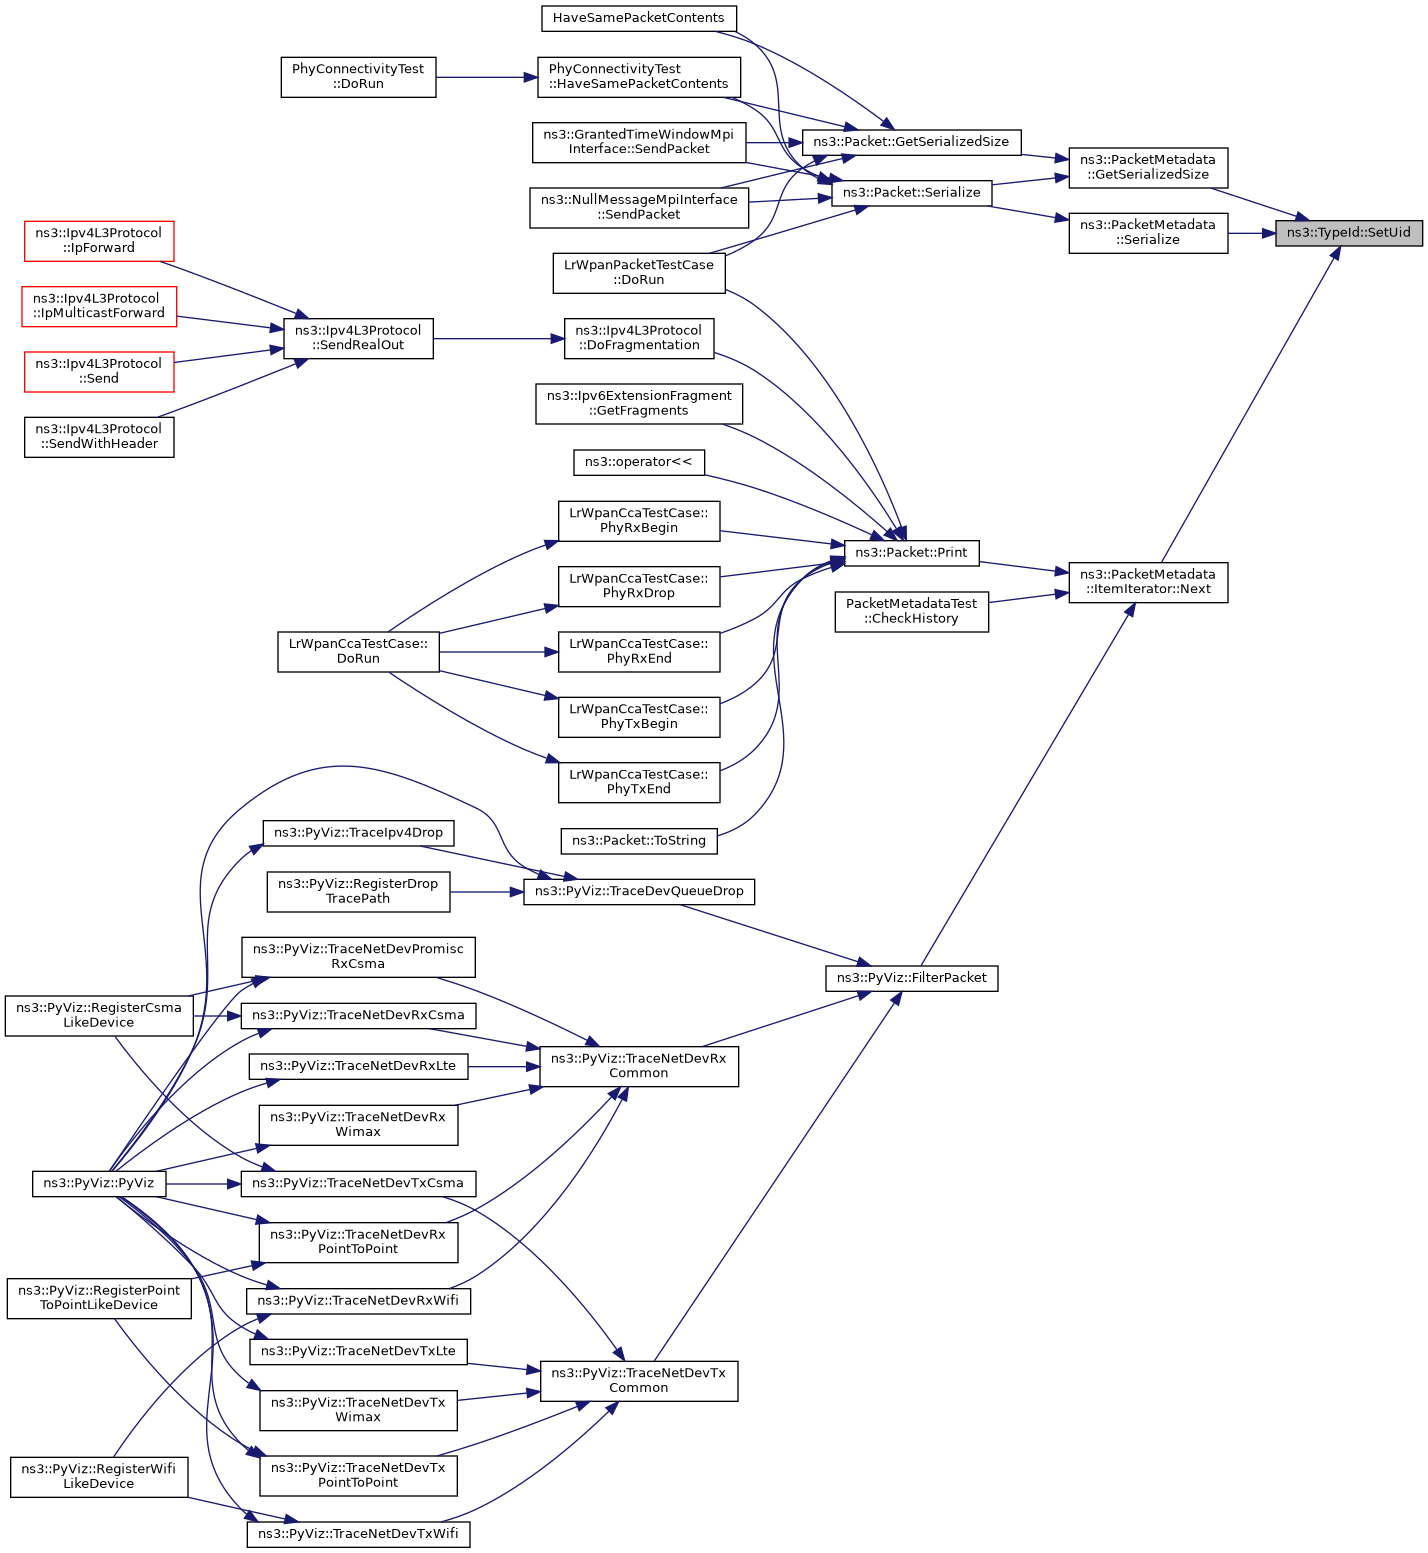 HaveSamePacketContents
PhyConnectivityTest
::DoRun
PhyConnectivityTest
::HaveSamePacketContents
ns3::GrantedTimeWindowMpi
Interface::SendPacket
ns3::Packet::GetSerializedSize
ns3::PacketMetadata
::GetSerializedSize
ns3::NullMessageMpiInterface
::SendPacket
ns3::Packet::Serialize
ns3::PacketMetadata
::Serialize
ns3::TypeId::SetUid
ns3::Ipv4L3Protocol
::IpForward
LrWpanPacketTestCase
::DoRun
ns3::Ipv4L3Protocol
::IpMulticastForward
ns3::Ipv4L3Protocol
::SendRealOut
ns3::Ipv4L3Protocol
::DoFragmentation
ns3::Ipv4L3Protocol
::Send
ns3::Ipv6ExtensionFragment
::GetFragments
ns3::Ipv4L3Protocol
::SendWithHeader
ns3::operator<<
LrWpanCcaTestCase::
PhyRxBegin
ns3::Packet::Print
ns3::PacketMetadata
::ItemIterator::Next
LrWpanCcaTestCase::
PhyRxDrop
PacketMetadataTest
::CheckHistory
LrWpanCcaTestCase::
DoRun
LrWpanCcaTestCase::
PhyRxEnd
LrWpanCcaTestCase::
PhyTxBegin
LrWpanCcaTestCase::
PhyTxEnd
ns3::PyViz::TraceIpv4Drop
ns3::Packet::ToString
ns3::PyViz::RegisterDrop
TracePath
ns3::PyViz::TraceDevQueueDrop
ns3::PyViz::TraceNetDevPromisc
RxCsma
ns3::PyViz::FilterPacket
ns3::PyViz::RegisterCsma
LikeDevice
ns3::PyViz::TraceNetDevRxCsma
ns3::PyViz::TraceNetDevRxLte
ns3::PyViz::TraceNetDevRx
Common
ns3::PyViz::TraceNetDevRx
Wimax
ns3::PyViz::PyViz
ns3::PyViz::TraceNetDevTxCsma
ns3::PyViz::TraceNetDevRx
PointToPoint
ns3::PyViz::RegisterPoint
ToPointLikeDevice
ns3::PyViz::TraceNetDevRxWifi
ns3::PyViz::TraceNetDevTxLte
ns3::PyViz::TraceNetDevTx
Common
ns3::PyViz::TraceNetDevTx
Wimax
ns3::PyViz::RegisterWifi
LikeDevice
ns3::PyViz::TraceNetDevTx
PointToPoint
ns3::PyViz::TraceNetDevTxWifi